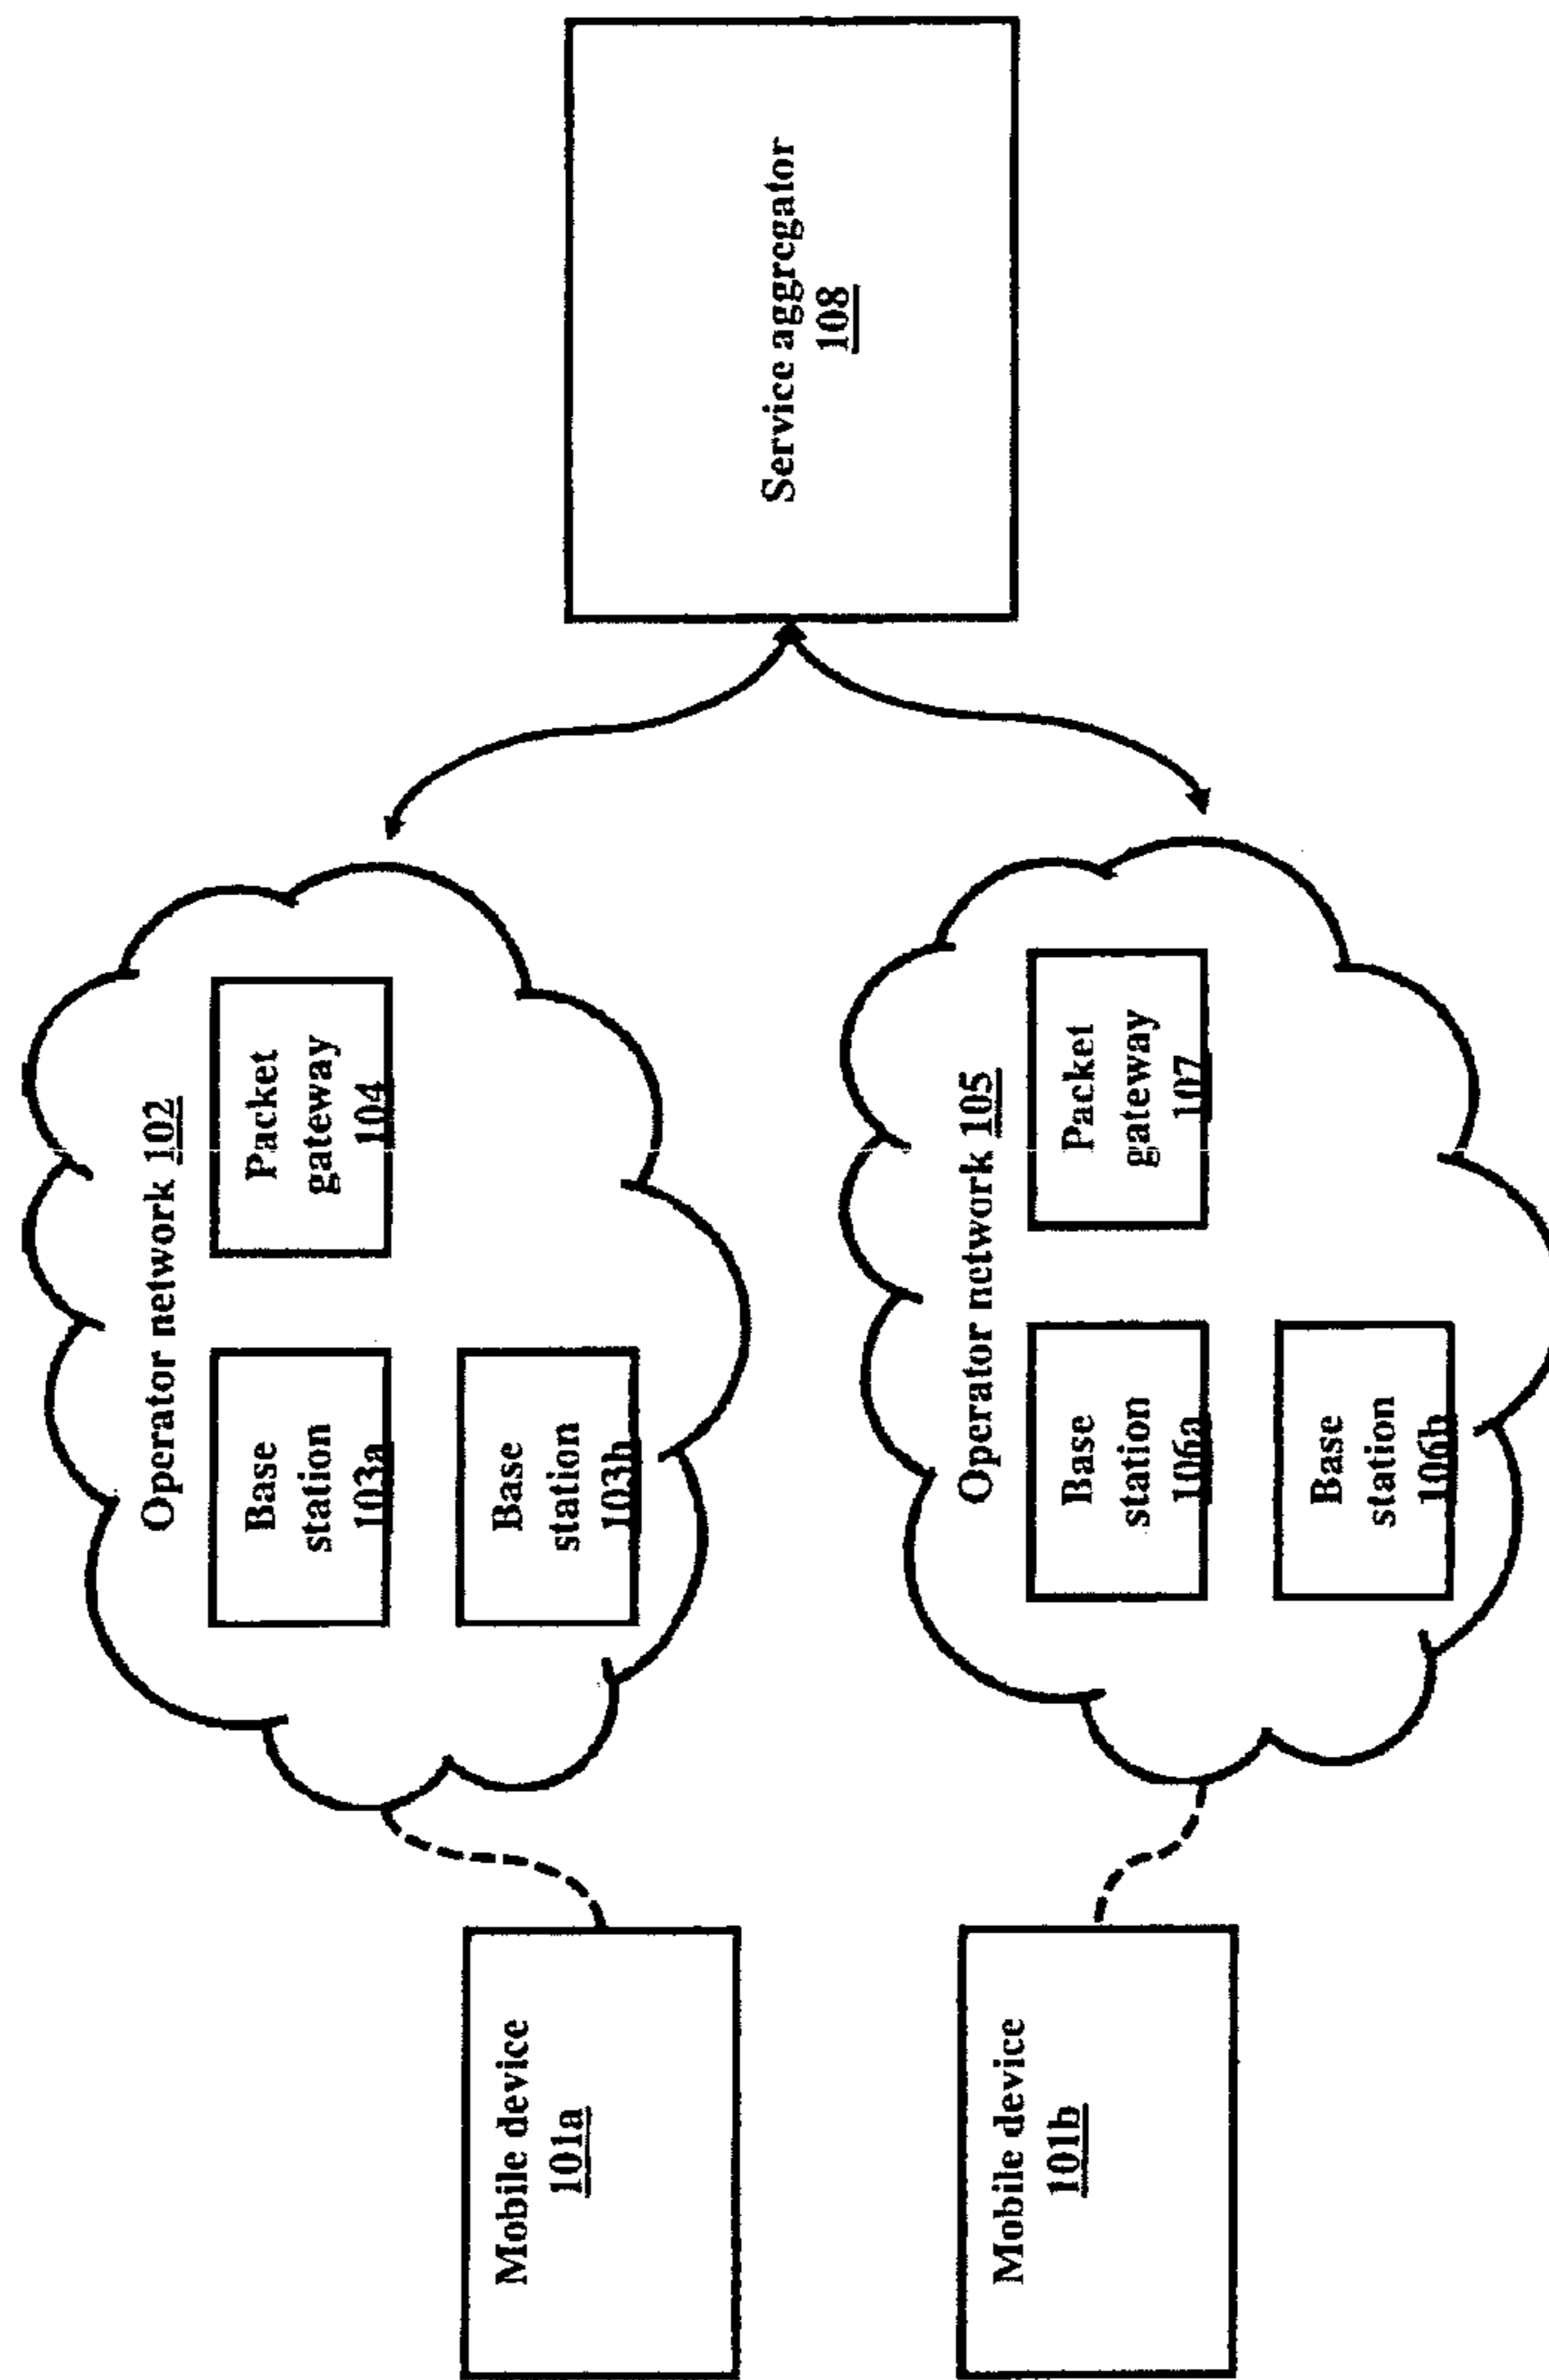 Operator network 102
Base
station
103a
Packet
gateway
104
Base
station
103b
Mobile device
101a
Service aggregator
108
Operator network 105
Mobile device
101b
Base
station
106a
Packet
gateway
107
Base
station
106b